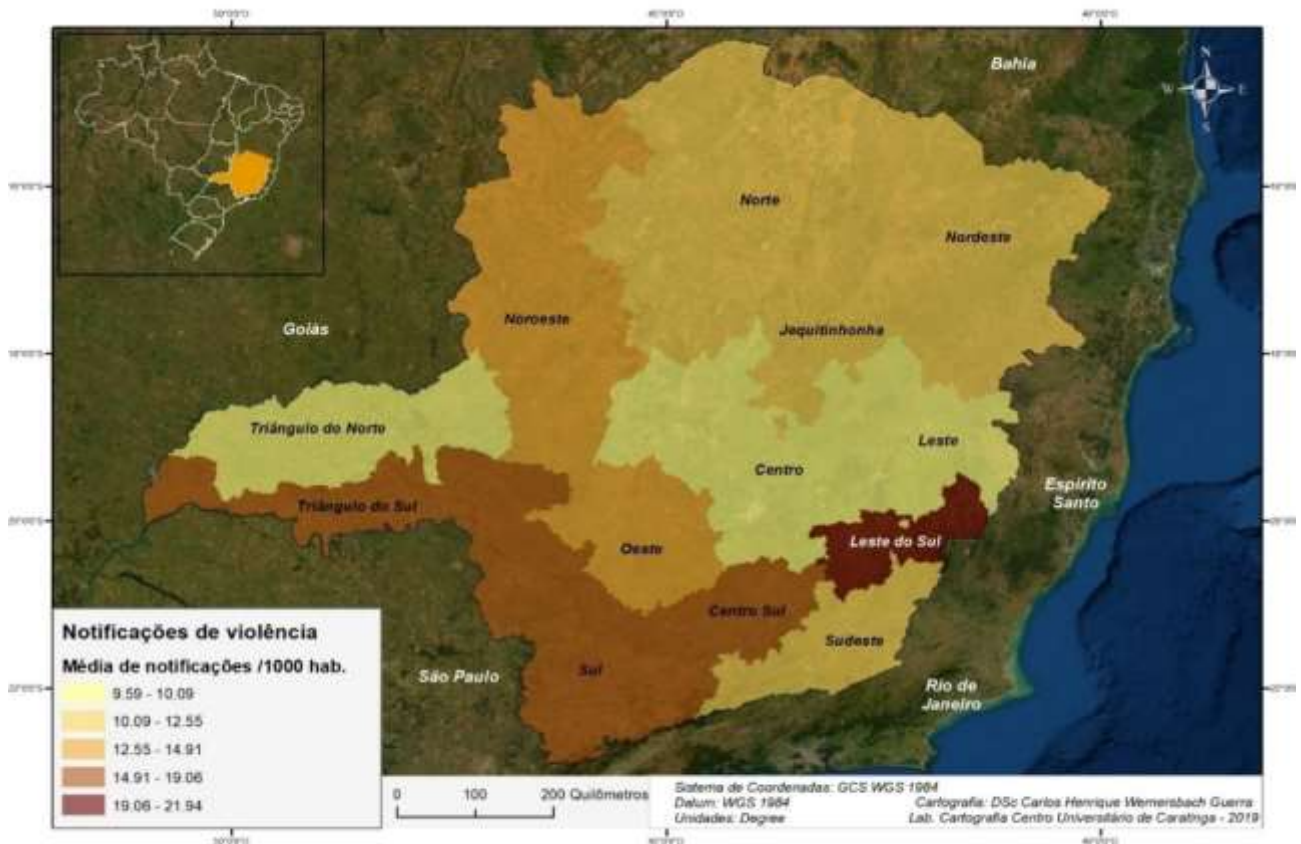 Bahia
N
W
E
S
Norte
Nordeste
Noroeste
Goiás
Jequitinhonha
Triângulo do Norte
Leste
Centro
Espírito
Santo
Triângulo do Sul
Leste do Sul
Oeste
Centro Sul
Sudeste
Sul
São Paulo
Rio de
Janeiro
Notificações de violência
Média de notificações /1000 hab.
9.59 - 10.09
10.09 - 12.55
12.55 - 14.91
14.91 - 19.06
19.06 - 21.94
0 100 200 Quilômetros
Sistema de Coordenadas: GCS WGS 1984
Datum: WGS 1984
Unidades: Degree
Cartografia: DSc Carlos Henrique Wernersbach Guerra
Lab. Cartografia Centro Universitário de Caratinga - 2019